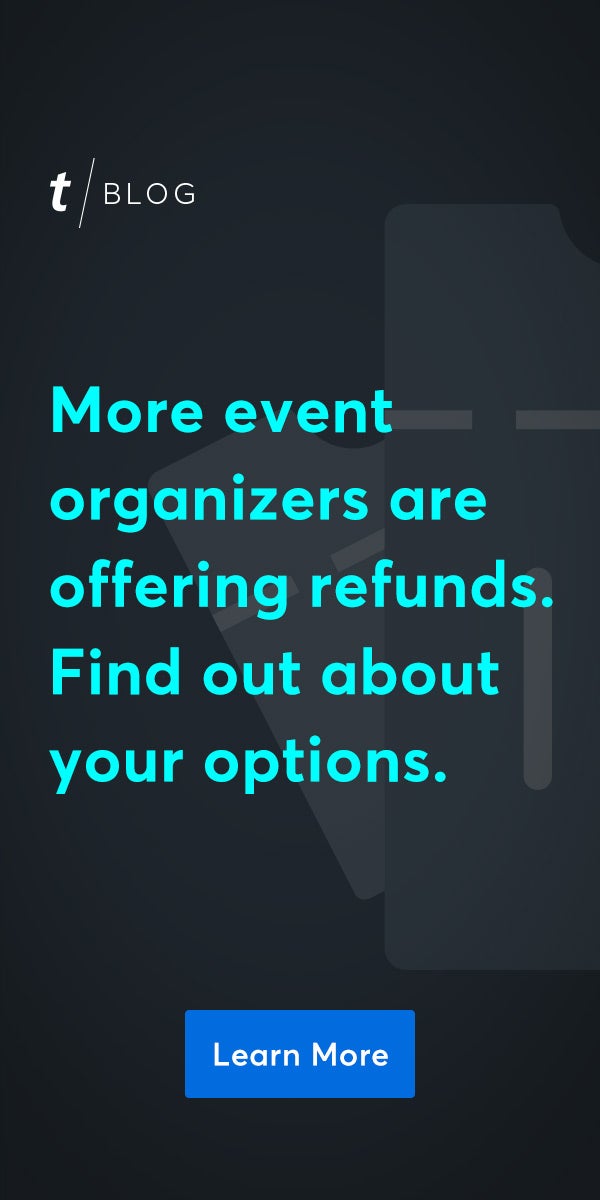 t/BLOG
More event
organizers are
offering refunds.
Find out about
your options.
Learn More